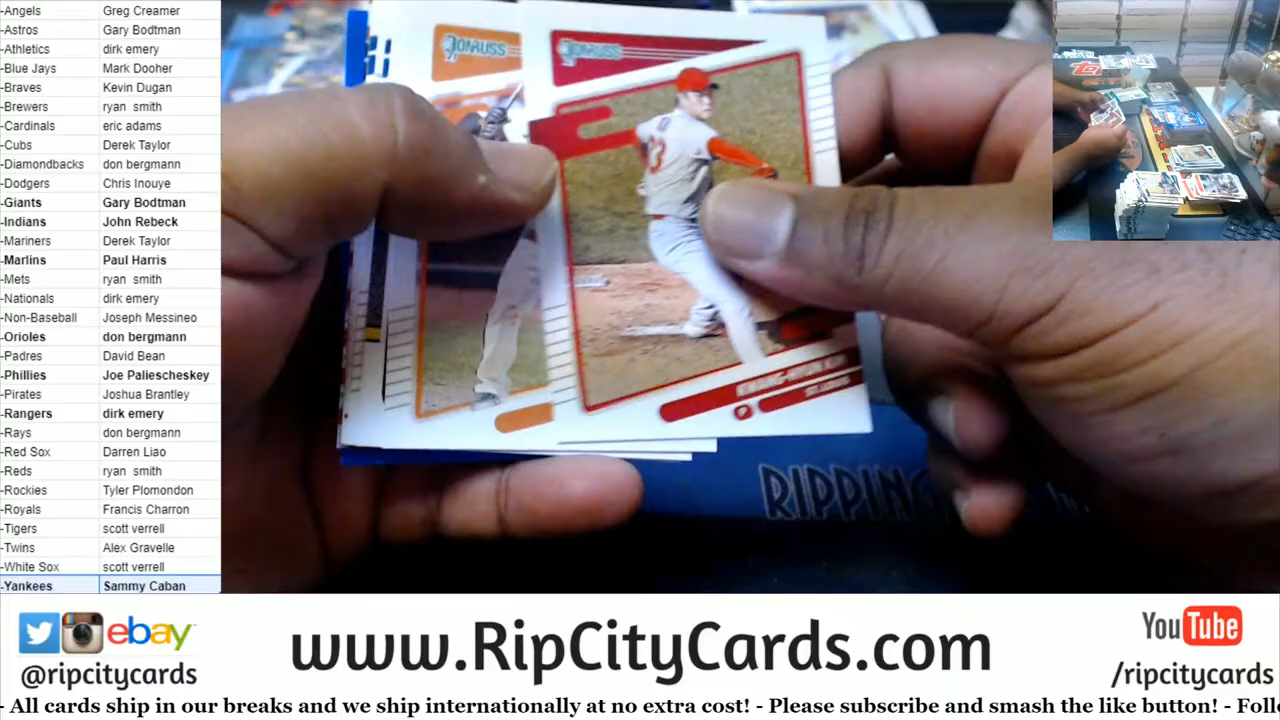 -Angels Greg Creamer
-Astros Gary Bodtman
-Athletics dirk emery
-Blue Jays Mark Dooher
-Braves Kevin Dugan
-Brewers ryan smith
-Cardinals eric adams
-Cubs Derek Taylor
-Diamondbacks don bergmann
-Dodgers Chris Inouye
-Giants Gary Bodtman
-Indians John Rebeck
-Mariners Derek Taylor
-Marlins Paul Harris
-Mets ryan smith
-Nationals dirk emery
-Non-Baseball Joseph Messineo
-Orioles don bergmann
-Padres David Bean
-Phillies Joe Paliescheskey
-Pirates Joshua Brantley
-Rangers dirk emery
-Rays don bergmann
-Red Sox Darren Liao
-Reds ryan smith
-Rockies Tyler Plomondon
-Royals Francis Charron
-Tigers scott verrell
-Twins Alex Gravelle
-White Sox scott verrell
-Yankees Sammy Caban
DONRUSS
DONRUSS
RIPPING
ebay
@ripcitycards
www.RipCityCards.com
YouTube
/ripcitycards
- All cards ship in our breaks and we ship internationally at no extra cost! - Please subscribe and smash the like button! - Foll